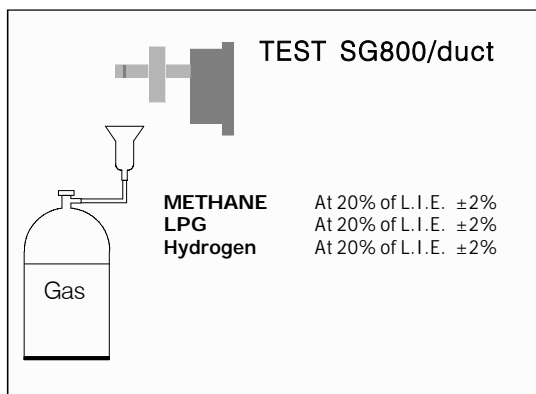 TEST SG800/duct
METHANE At 20% of L.I.E. ±2%
LPG At 20% of L.I.E. ±2%
Hydrogen At 20% of L.I.E. ±2%
Gas